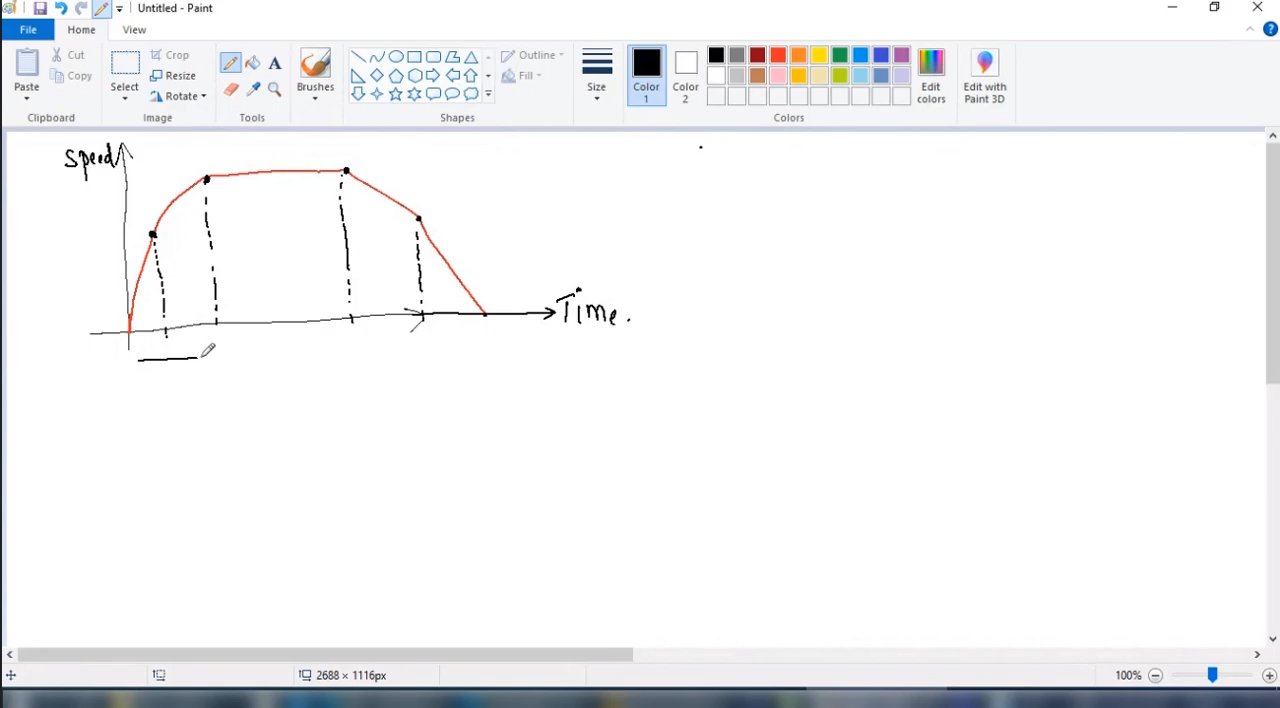 Untitled - Paint
File Home View
Paste
Cut
Copy
Clipboard
Select
Crop
Resize
Rotate
Image
A
Tools
Brushes
Outline
Fill
Shapes
Size
Color 1
Color 2
Edit colors
Edit with Paint 3D
Colors
Speed
Time.
2688 × 1116px
100%